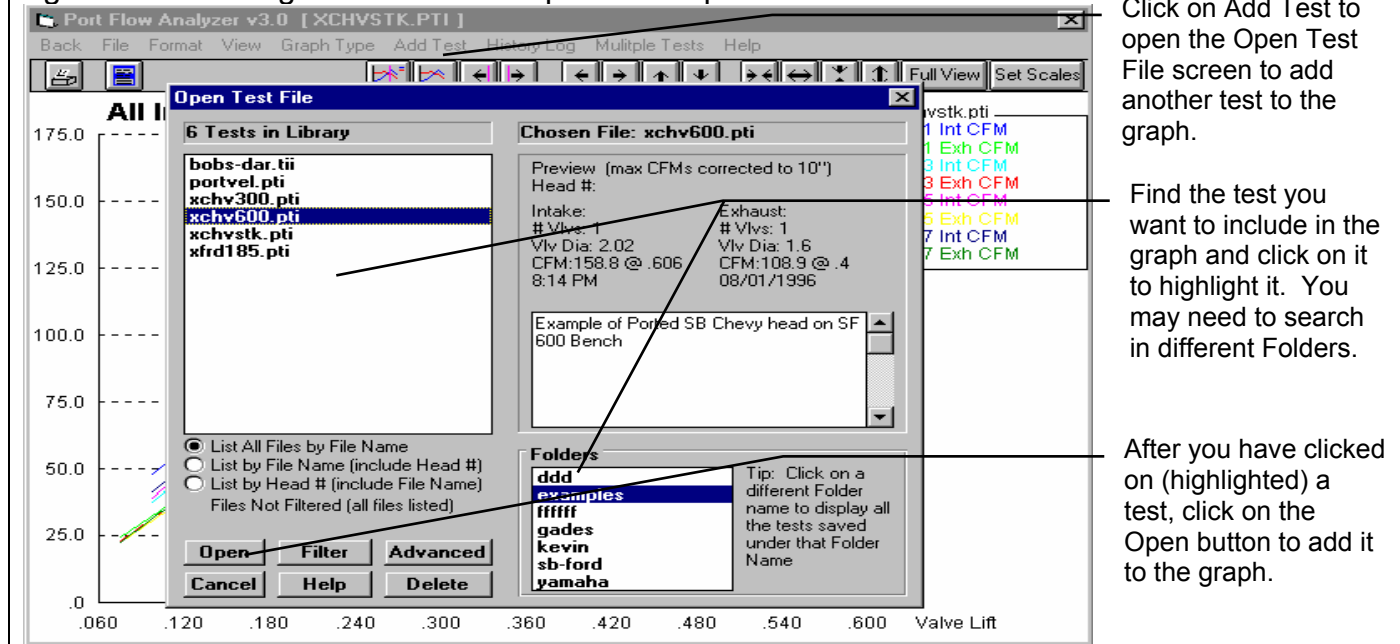 Port Flow Analyzer v3.0 [ XCHVSTK.PTI ]
Back File Format View Graph Type Add Test History Log Mulitple Tests Help
Full View Set Scales
Click on Add Test to
open the Open Test
File screen to add
another test to the
graph.
Find the test you
want to include in the
graph and click on it
to highlight it. You
may need to search
in different Folders.
After you have clicked
on (highlighted) a
test, click on the
Open button to add it
to the graph.
All I
175.0
150.0
125.0
100.0
75.0
50.0
25.0
.0
.060 .120 .180 .240 .300 .360 .420 .480 .540 .600 Valve Lift
Open Test File
6 Tests in Library
bobs-dar.tii
portvel.pti
xchv300.pti
xchv600.pti
xchvstk.pti
xfrd185.pti
List All Files by File Name
List by File Name (include Head #)
List by Head # (include File Name)
Files Not Filtered (all files listed)
Open Filter Advanced
Cancel Help Delete
Chosen File: xchv600.pti
Preview (max CFMs corrected to 10")
Head #:
Intake: Exhaust:
# Vlvs: 1 # Vlvs: 1
Vlv Dia: 2.02 Vlv Dia: 1.6
CFM:158.8 @ .606 CFM:108.9 @ .4
8:14 PM 08/01/1996
Example of Ported SB Chevy head on SF
600 Bench
Folders
ddd
examples
ffffff
gades
kevin
sb-ford
yamaha
Tip: Click on a
different Folder
name to display all
the tests saved
under that Folder
Name
vstk.pti
1 Int CFM
1 Exh CFM
3 Int CFM
3 Exh CFM
5 Int CFM
5 Exh CFM
7 Int CFM
7 Exh CFM